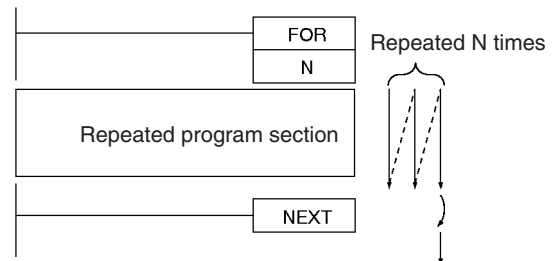 FOR
N
Repeated N times
Repeated program section
NEXT